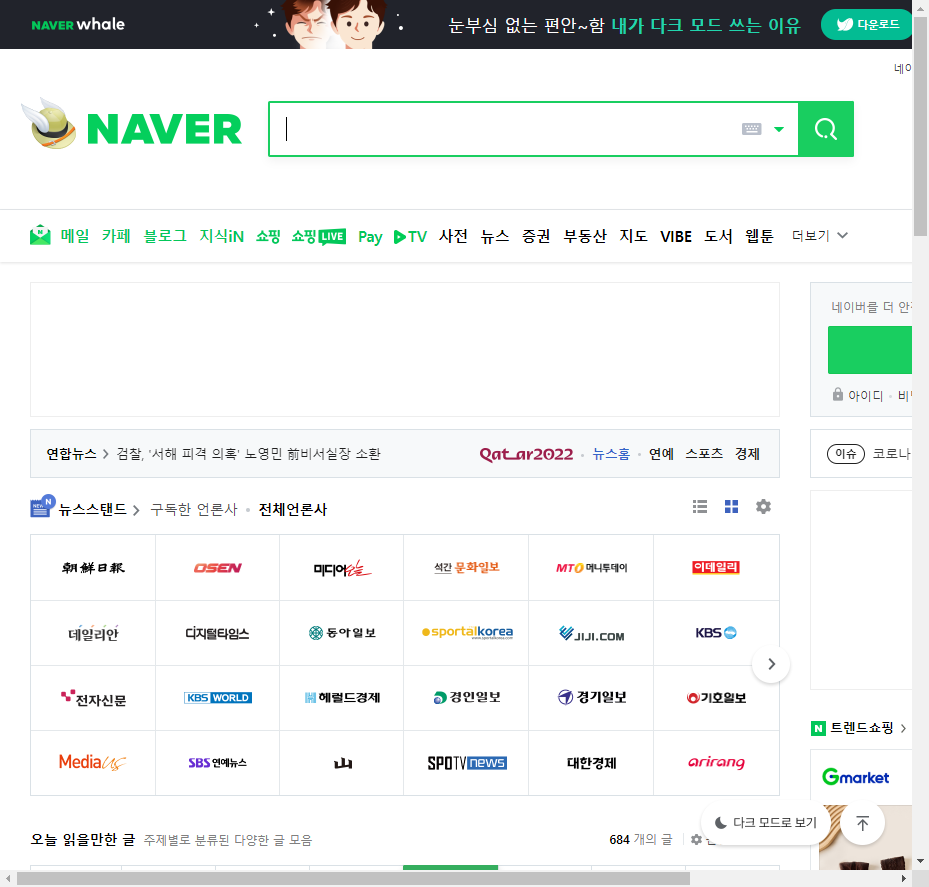 NAVER whale
눈부심 없는 편안~함 내가 다크 모드 쓰는 이유
다운로드
네이
NAVER
메일 카페 블로그 지식iN 쇼핑 쇼핑LIVE Pay TV 사전 뉴스 증권 부동산 지도 VIBE 도서 웹툰 더보기
네이버를 더 안
아이디 · 비
연합뉴스 검찰, '서해 피격 의혹' 노영민 前비서실장 소환
Qatar2022 · 뉴스홈 · 연예 스포츠 경제
이슈 코로나
뉴스스탠드 구독한 언론사 · 전체언론사
朝鮮日報 OSEN 미디어오늘 석간 문화일보 MTO 머니투데이 이데일리
데일리안 디지털타임스 동아일보 sportalkorea JIJI.COM KBS
전자신문 KBS WORLD 헤럴드경제 경인일보 경기일보 기호일보
Media us SBS 연예뉴스 山 SPOTV news 대한경제 arirang
N 트렌드쇼핑
Gmarket
다크 모드로 보기
오늘 읽을만한 글 주제별로 분류된 다양한 글 모음
684 개의 글